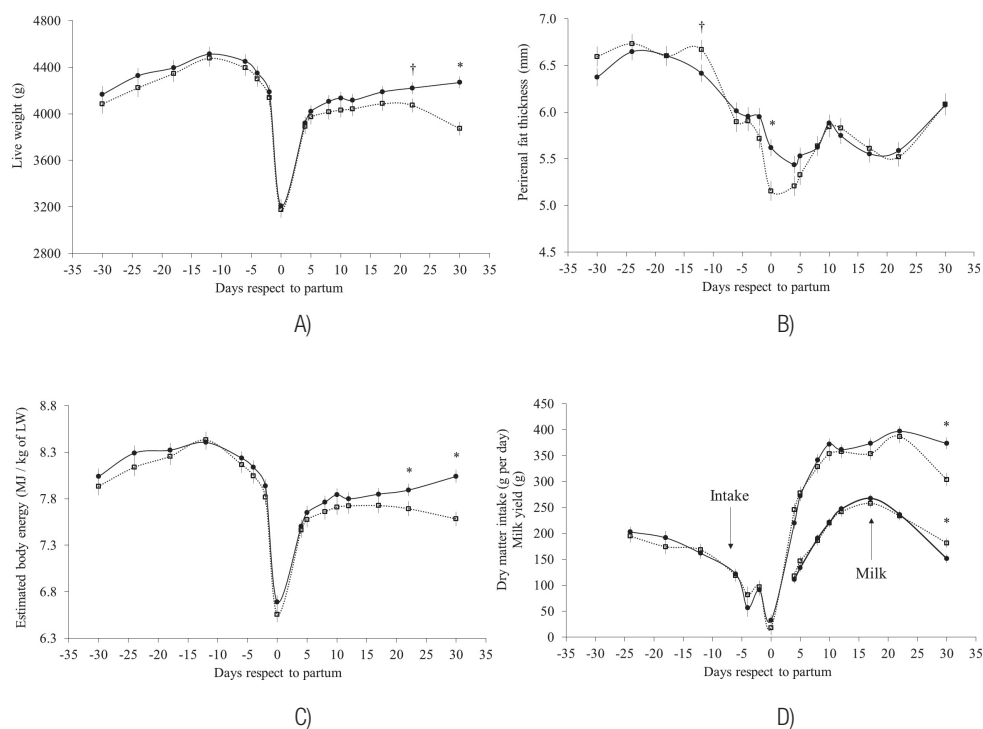 4800
4400
4000
3600
3200
2800
Live weight (g)
†
*
-35 -30 -25 -20 -15 -10 -5 0 5 10 15 20 25 30 35
Days respect to partum
A)
7.0
6.5
6.0
5.5
5.0
4.5
Perirenal fat thickness (mm)
†
*
-35 -30 -25 -20 -15 -10 -5 0 5 10 15 20 25 30 35
Days respect to partum
B)
8.8
8.3
7.8
7.3
6.8
6.3
Estimated body energy (MJ / kg of LW)
* *
-35 -30 -25 -20 -15 -10 -5 0 5 10 15 20 25 30 35
Days respect to partum
C)
450
400
350
300
250
200
150
100
50
0
Dry matter intake (g per day)
Milk yield (g)
*
Intake
*
Milk
-35 -30 -25 -20 -15 -10 -5 0 5 10 15 20 25 30 35
Days respect to partum
D)